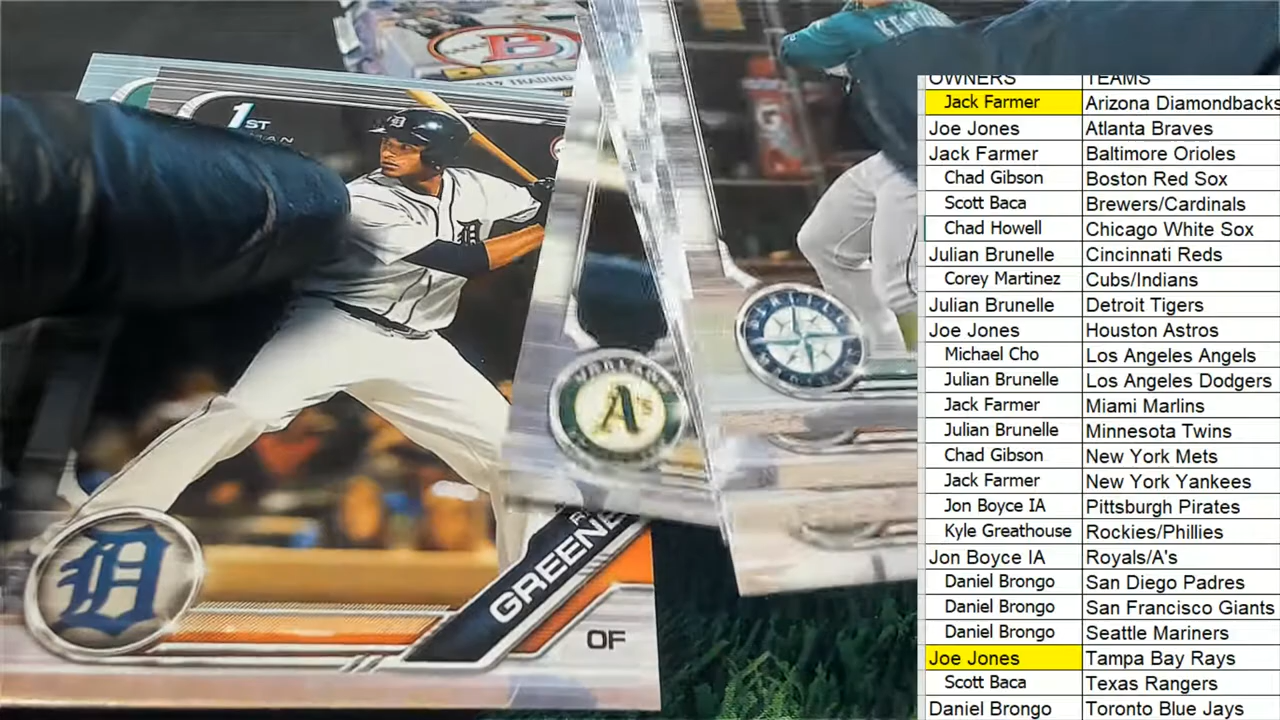 B
1ST
D
A's
GREENE
OF
OWNERS TEAMS
Jack Farmer Arizona Diamondbacks
Joe Jones Atlanta Braves
Jack Farmer Baltimore Orioles
Chad Gibson Boston Red Sox
Scott Baca Brewers/Cardinals
Chad Howell Chicago White Sox
Julian Brunelle Cincinnati Reds
Corey Martinez Cubs/Indians
Julian Brunelle Detroit Tigers
Joe Jones Houston Astros
Michael Cho Los Angeles Angels
Julian Brunelle Los Angeles Dodgers
Jack Farmer Miami Marlins
Julian Brunelle Minnesota Twins
Chad Gibson New York Mets
Jack Farmer New York Yankees
Jon Boyce IA Pittsburgh Pirates
Kyle Greathouse Rockies/Phillies
Jon Boyce IA Royals/A's
Daniel Brongo San Diego Padres
Daniel Brongo San Francisco Giants
Daniel Brongo Seattle Mariners
Joe Jones Tampa Bay Rays
Scott Baca Texas Rangers
Daniel Brongo Toronto Blue Jays